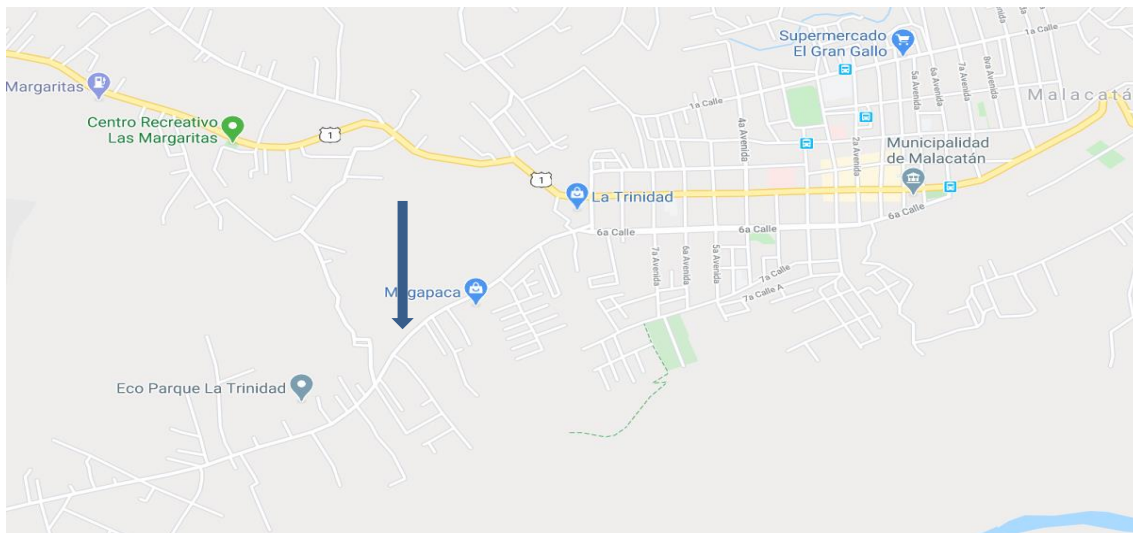 Supermercado
El Gran Gallo
1a Calle
5a Avenida
6a Avenida
7a Avenida
8va Avenida
Margaritas
Malacatá
1a Calle
Centro Recreativo
Las Margaritas
1
4a Avenida
2a Avenida
Municipalidad
de Malacatán
1
La Trinidad
6a Calle
6a Calle
6a Calle
7a Avenida
6a Avenida
5a Avenida
7a Calle
7a Calle A
Megapaca
Eco Parque La Trinidad